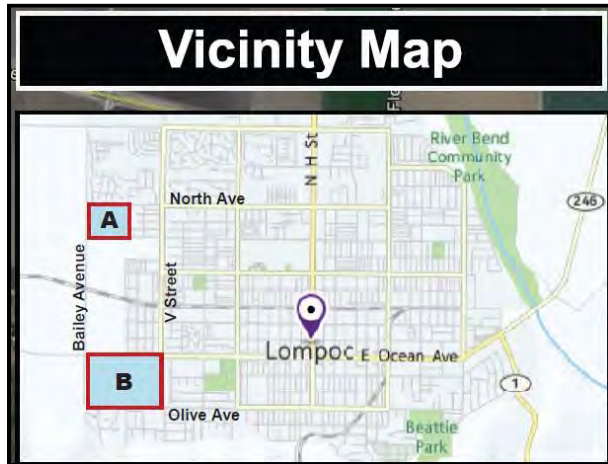 Vicinity Map
Flo
River Bend
Community
Park
N H St
246
North Ave
A
Bailey Avenue
V Street
Lompoc
E Ocean Ave
B
1
Olive Ave
Beattie
Park